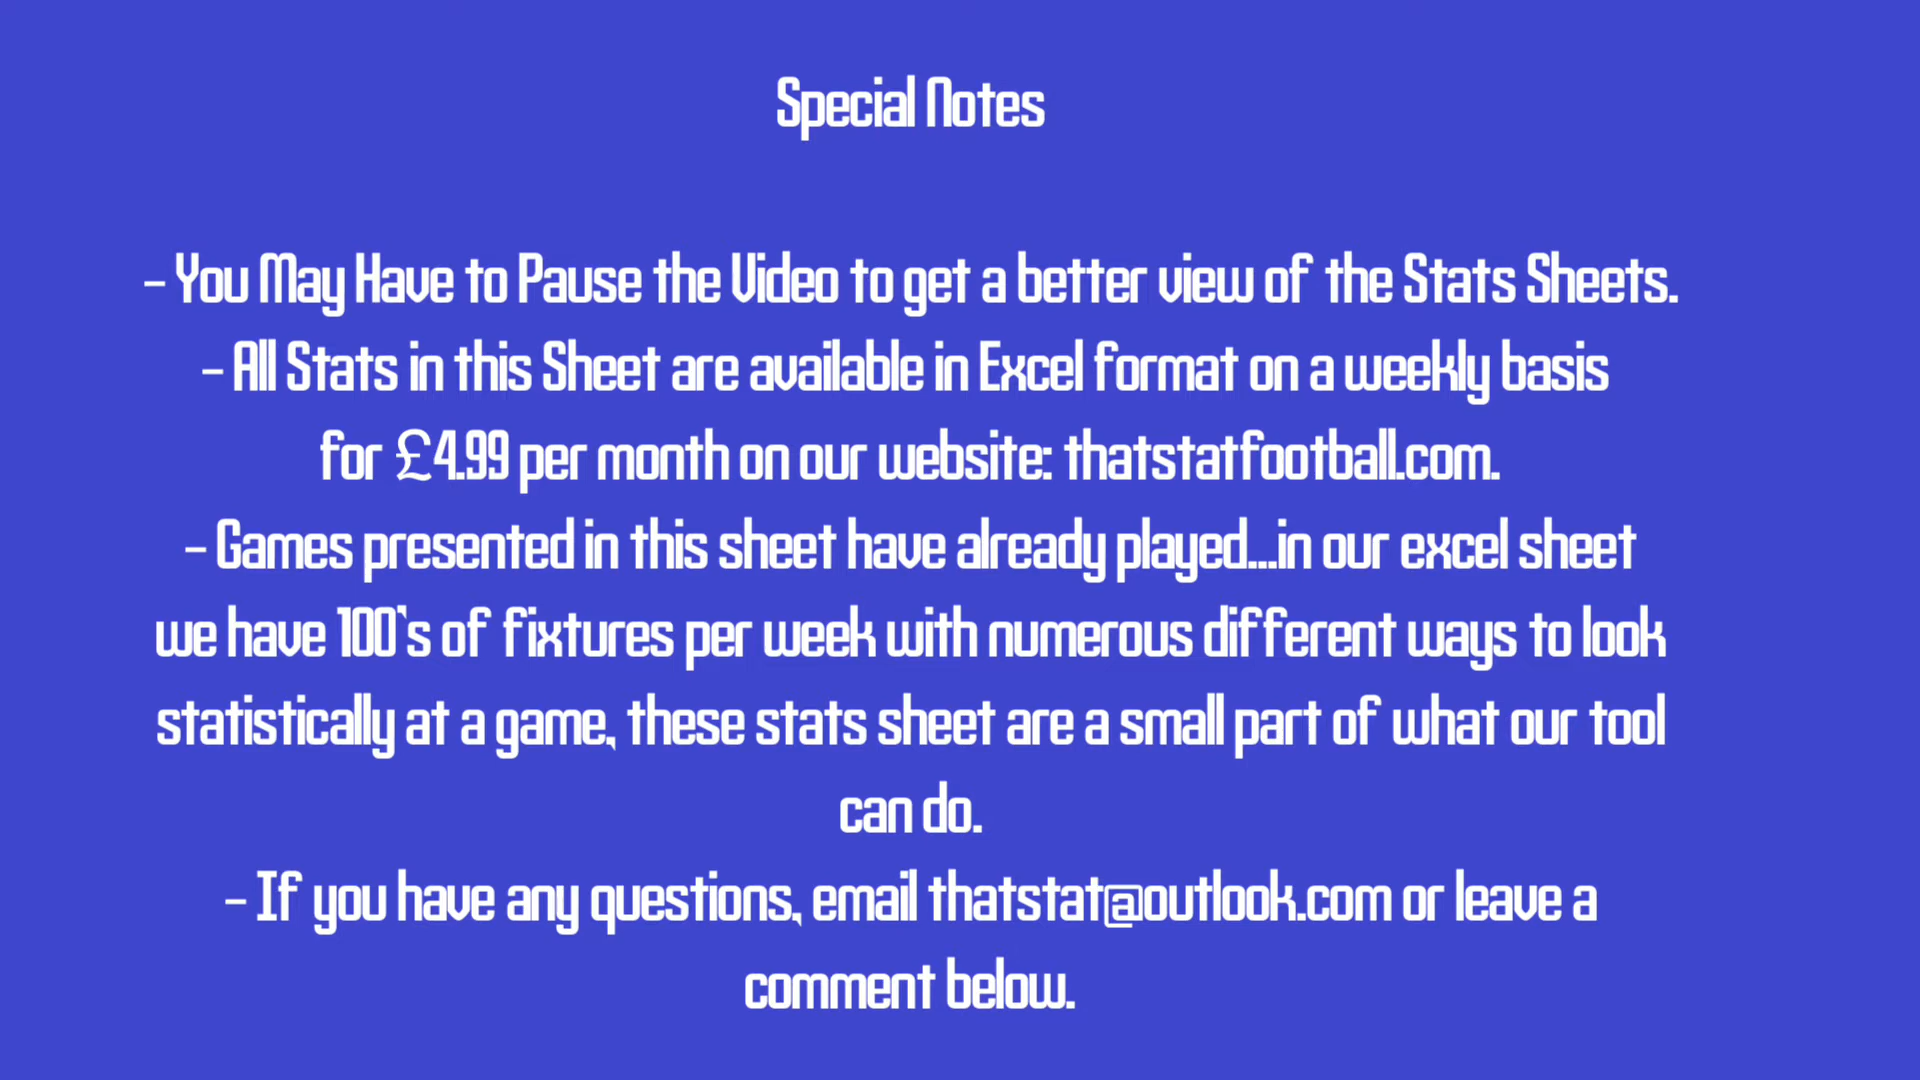 Special Notes
- You May Have to Pause the Video to get a better view of the Stats Sheets.
- All Stats in this Sheet are available in Excel format on a weekly basis
for £4.99 per month on our website: thatstatfootball.com.
- Games presented in this sheet have already played...in our excel sheet
we have 100's of fixtures per week with numerous different ways to look
statistically at a game, these stats sheet are a small part of what our tool
can do.
- If you have any questions, email thatstat@outlook.com or leave a
comment below.